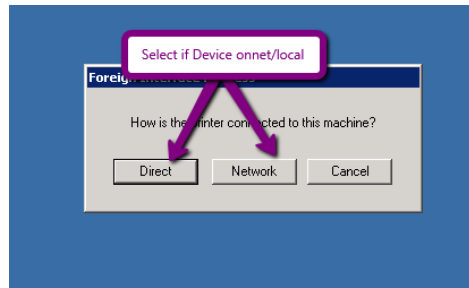 Select if Device onnet/local
How is the printer connected to this machine?
Direct Network Cancel